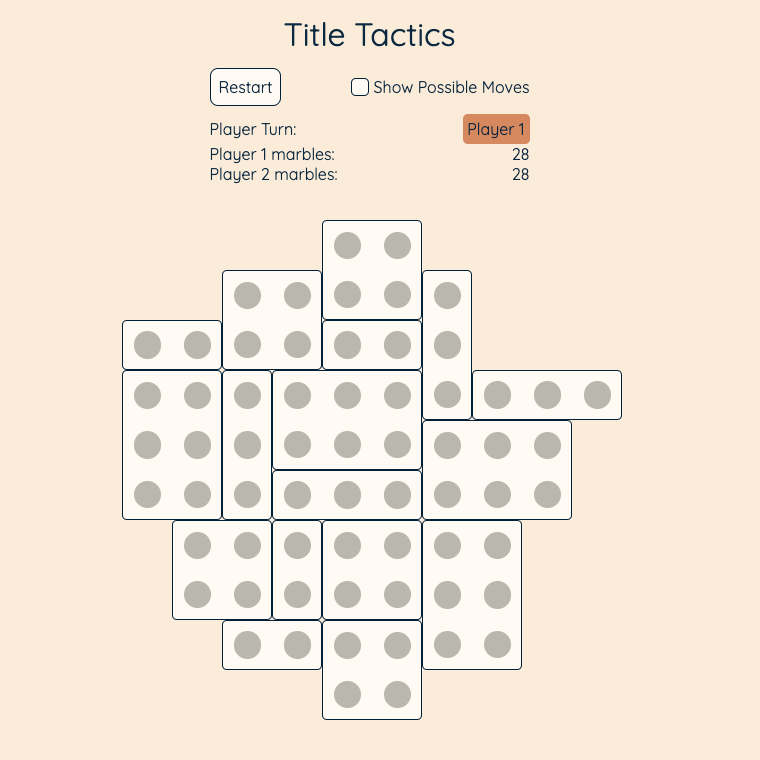 Title Tactics
Restart
Show Possible Moves
Player Turn: Player 1
Player 1 marbles: 28
Player 2 marbles: 28